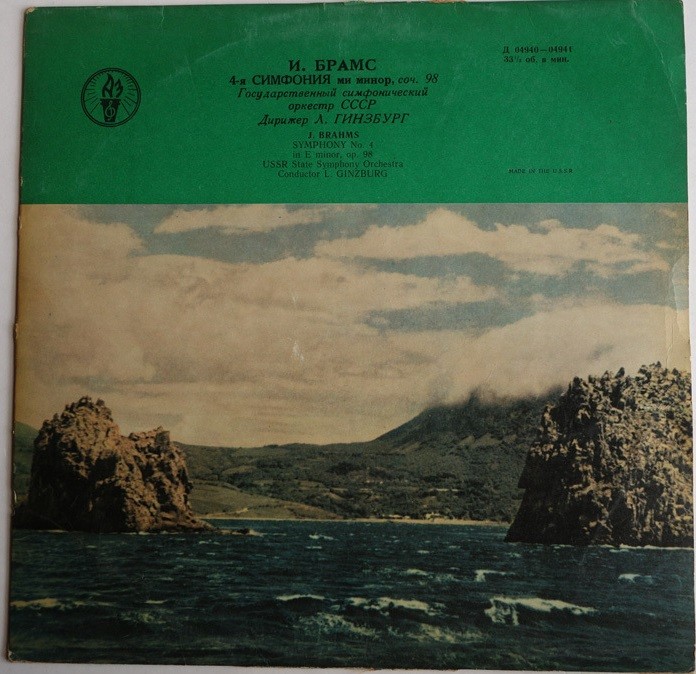 И. БРАМС
4-я СИМФОНИЯ ми минор, соч. 98
Государственный симфонический
оркестр СССР
Дирижер Л. ГИНЗБУРГ
J. BRAHMS
SYMPHONY No. 4
in E minor, op. 98
USSR State Symphony Orchestra
Conductor L. GINZBURG
Д 04940—04941
33⅓ об. в мин.
MADE IN THE U.S.S.R.